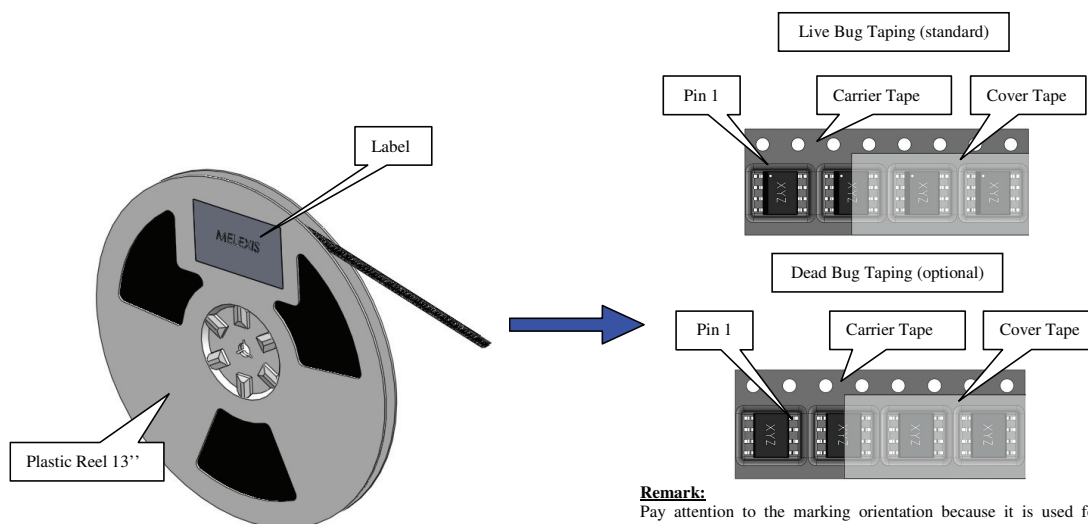 Live Bug Taping (standard)
Pin 1
Carrier Tape
Cover Tape
Label
MELEXIS
XYZ
XYZ
XYZ
XYZ
Dead Bug Taping (optional)
Pin 1
Carrier Tape
Cover Tape
XYZ
XYZ
XYZ
XYZ
Plastic Reel 13’’
Remark:
Pay attention to the marking orientation because it is used